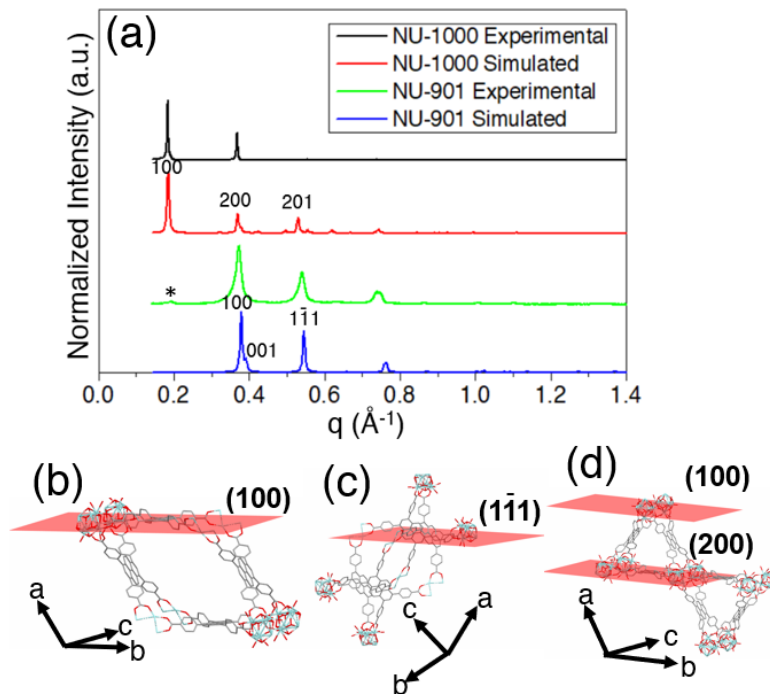 (a)
NU-1000 Experimental
NU-1000 Simulated
NU-901 Experimental
NU-901 Simulated
Normalized Intensity (a.u.)
100
200
201
*
100
001
11̅1
0.0 0.2 0.4 0.6 0.8 1.0 1.2 1.4
q (Å⁻¹)
(b)
(100)
a
c
b
(c)
(11̅1)
c
a
b
(d)
(100)
(200)
a
c
b